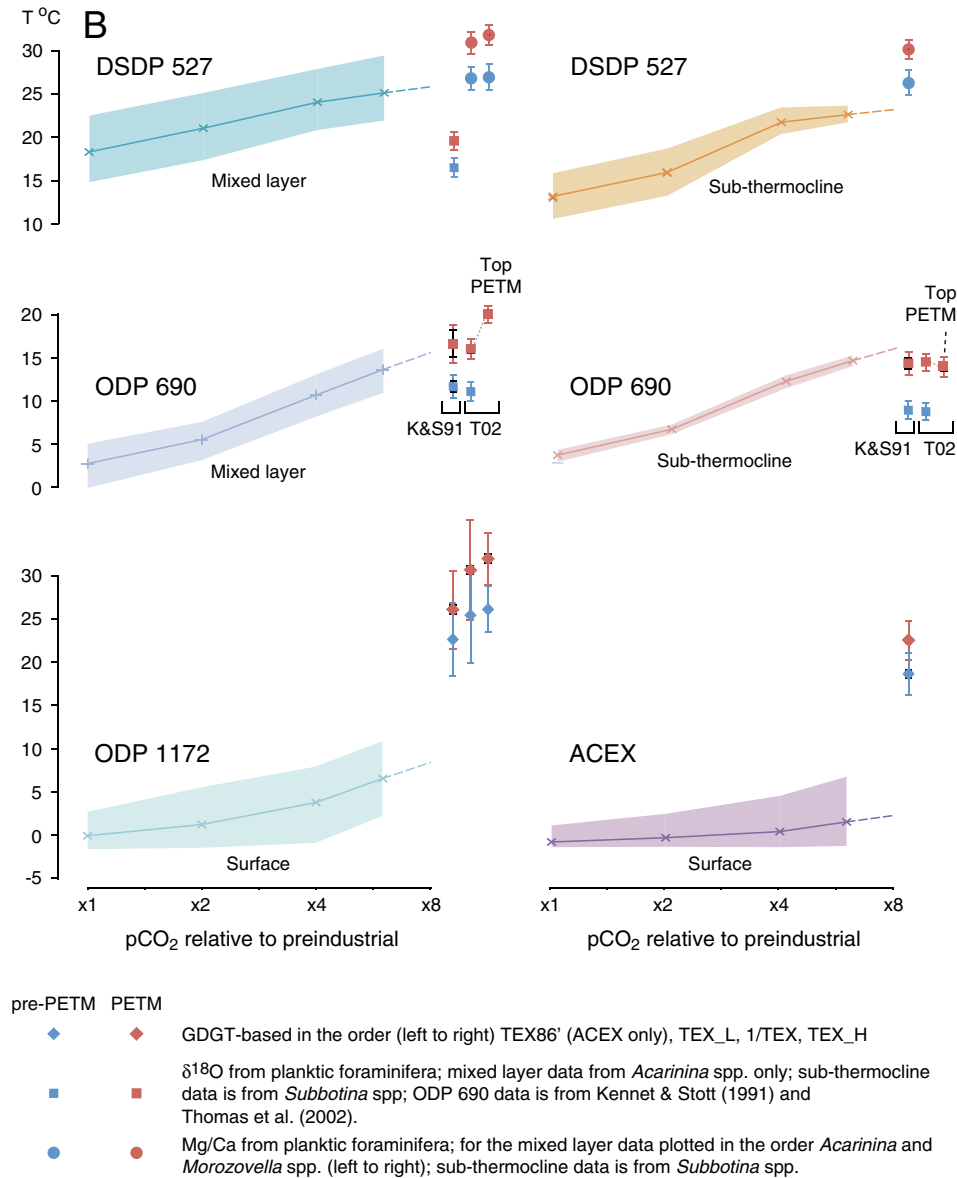 T °C
B
30
25
20
15
10
DSDP 527
Mixed layer
DSDP 527
Sub-thermocline
20
15
10
5
0
ODP 690
Mixed layer
Top
PETM
K&S91 T02
ODP 690
Sub-thermocline
Top
PETM
K&S91 T02
30
25
20
15
10
5
0
-5
ODP 1172
Surface
ACEX
Surface
x1 x2 x4 x8
x1 x2 x4 x8
pCO₂ relative to preindustrial
pCO₂ relative to preindustrial
pre-PETM PETM
GDGT-based in the order (left to right) TEX86' (ACEX only), TEX_L, 1/TEX, TEX_H
δ¹⁸O from planktic foraminifera; mixed layer data from Acarinina spp. only; sub-thermocline
data is from Subbotina spp; ODP 690 data is from Kennet & Stott (1991) and
Thomas et al. (2002).
Mg/Ca from planktic foraminifera; for the mixed layer data plotted in the order Acarinina and
Morozovella spp. (left to right); sub-thermocline data is from Subbotina spp.